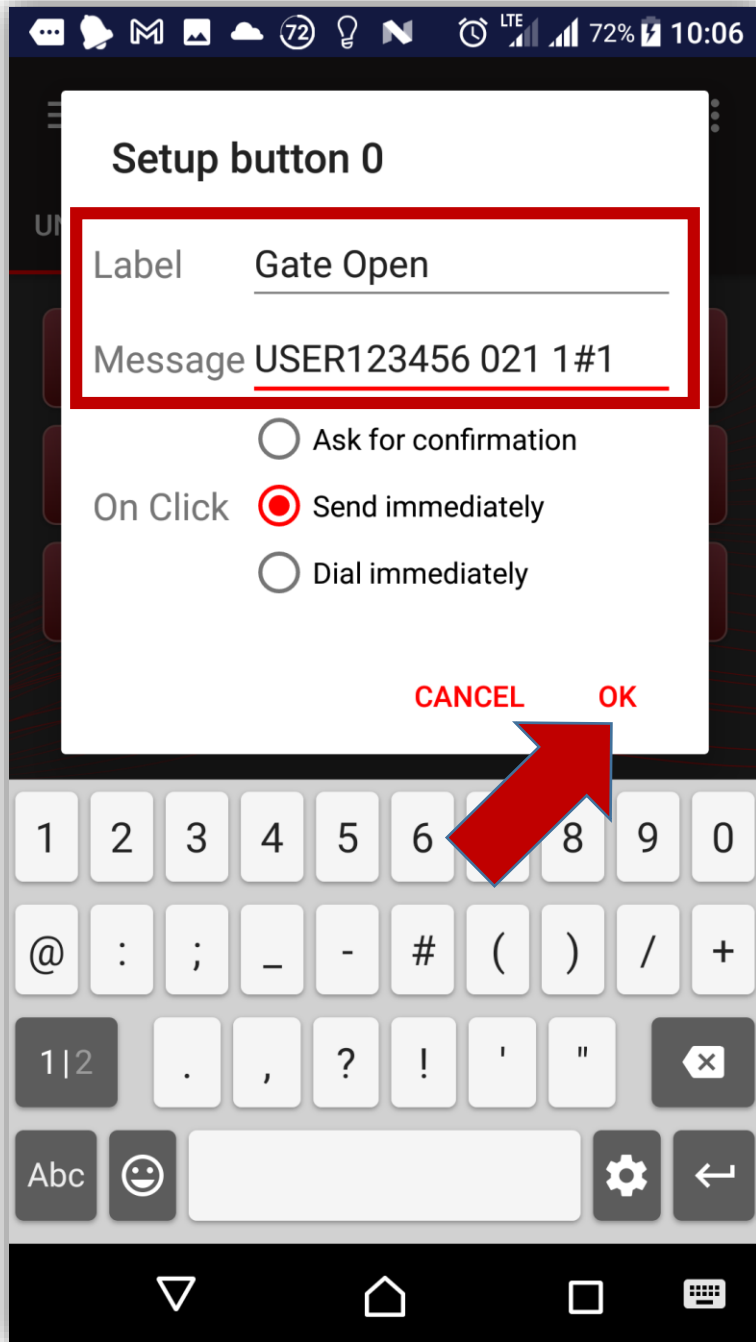 72 LTE 72% 10:06
Setup button 0
UN
Label Gate Open
Message USER123456 021 1#1
Ask for confirmation
On Click Send immediately
Dial immediately
CANCEL OK
1 2 3 4 5 6 8 9 0
@ : ; _ - # ( ) / +
1|2 . , ? ! ' "
Abc